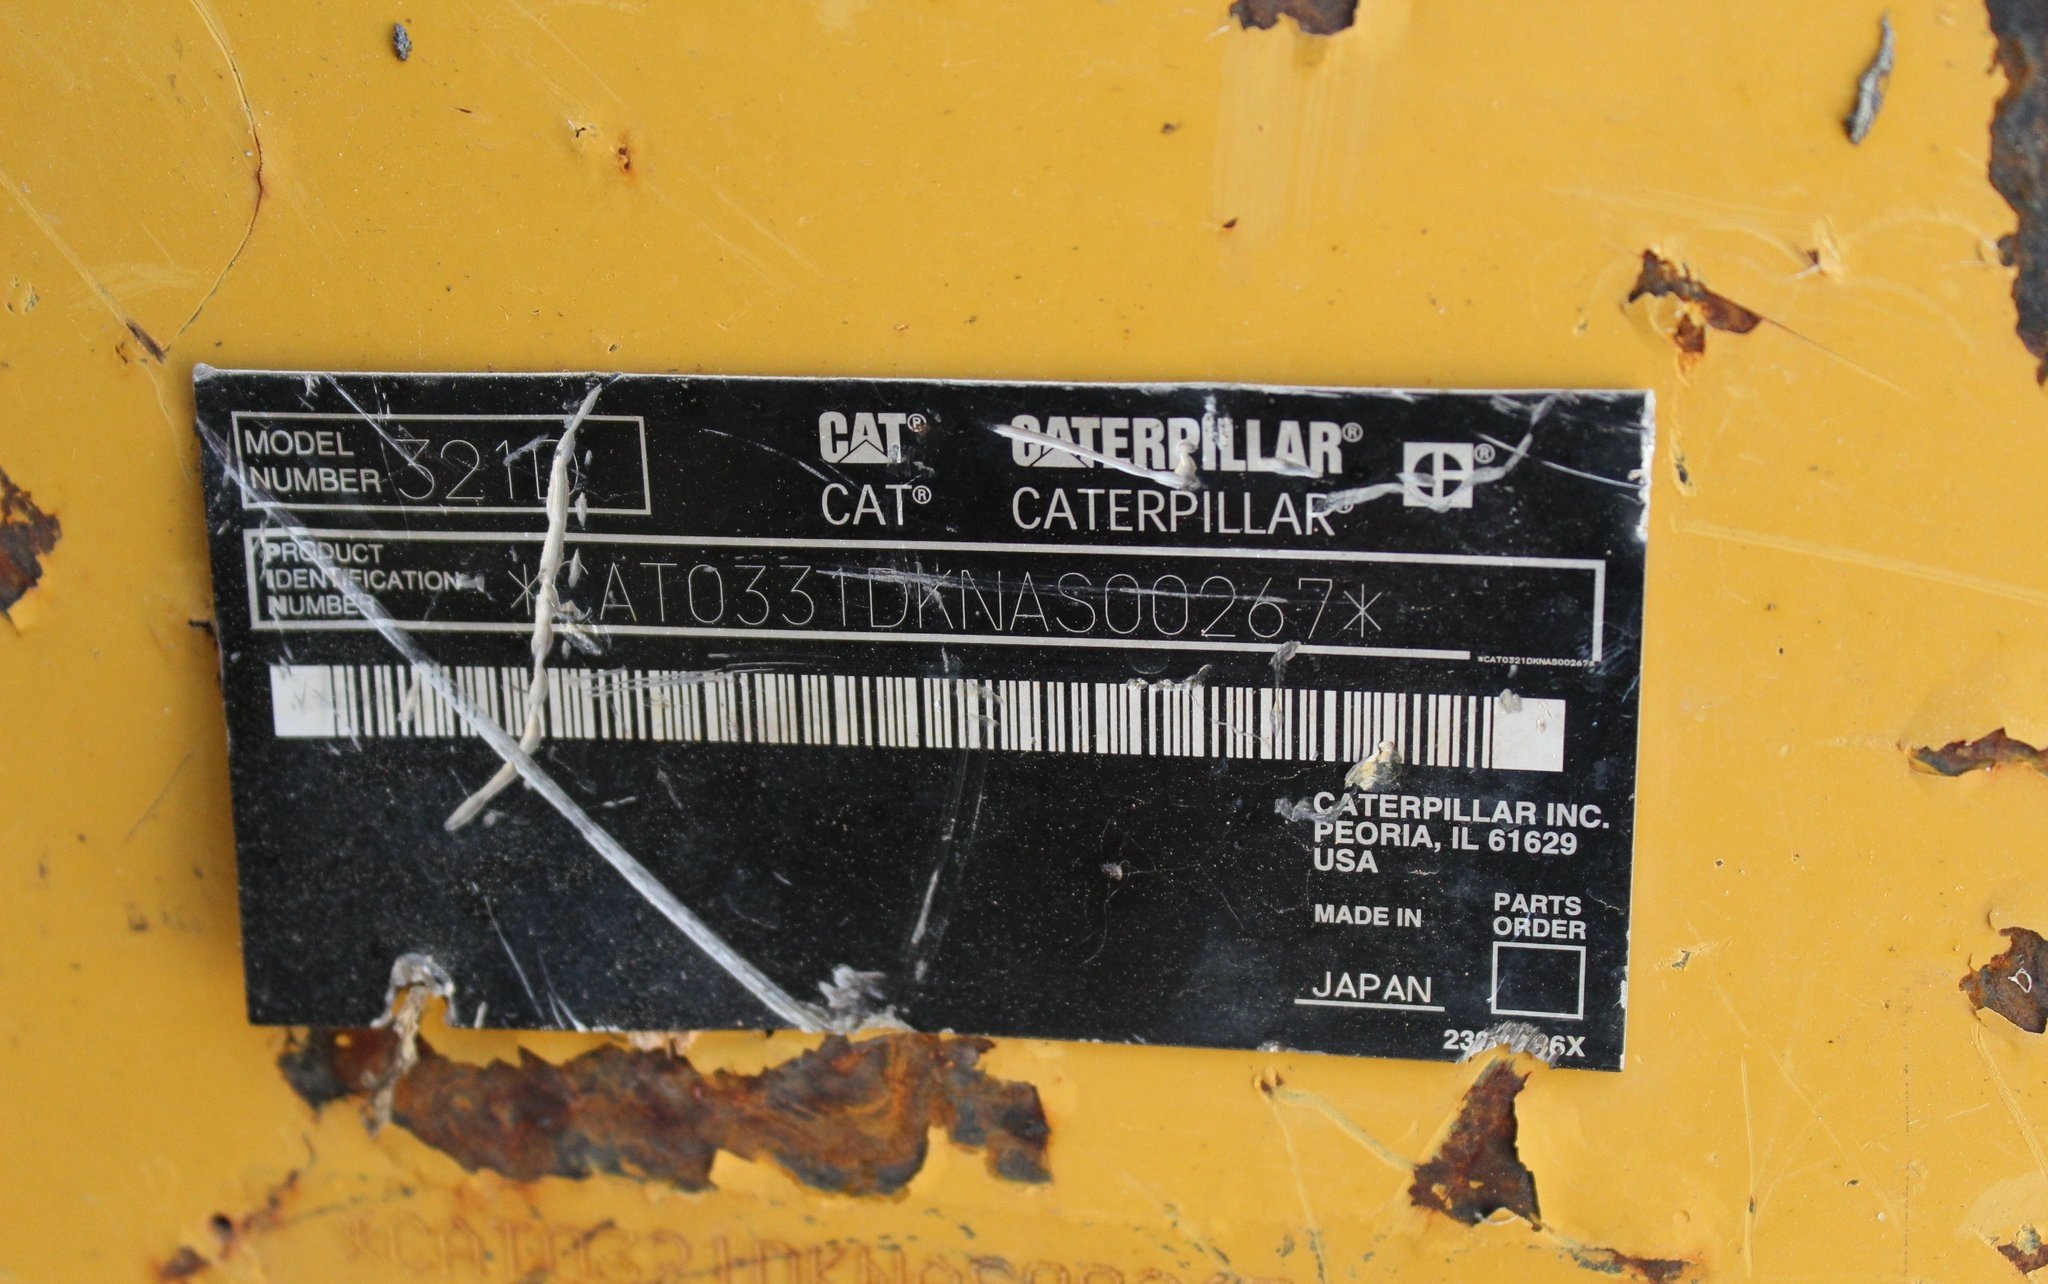 MODEL NUMBER 321D
CAT® CATERPILLAR®
CAT® CATERPILLAR®
PRODUCT IDENTIFICATION NUMBER *CAT0331DKNAS00267*
*CAT0321DKNAS00267*
CATERPILLAR INC.
PEORIA, IL 61629
USA
MADE IN
JAPAN
PARTS
ORDER